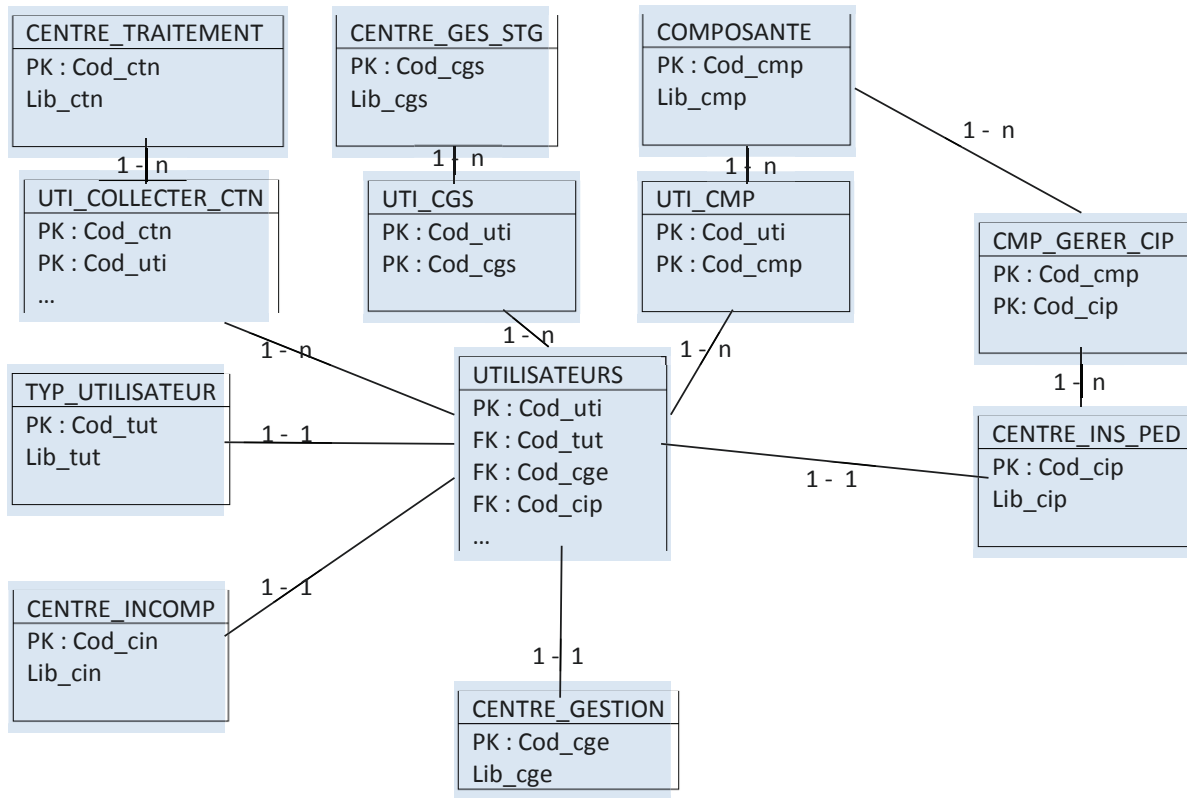 CENTRE_TRAITEMENT
PK : Cod_ctn
Lib_ctn
CENTRE_GES_STG
PK : Cod_cgs
Lib_cgs
COMPOSANTE
PK : Cod_cmp
Lib_cmp
1 - n
1 - n
1 - n
1 - n
UTI_COLLECTER_CTN
PK : Cod_ctn
PK : Cod_uti
...
UTI_CGS
PK : Cod_uti
PK : Cod_cgs
UTI_CMP
PK : Cod_uti
PK : Cod_cmp
CMP_GERER_CIP
PK : Cod_cmp
PK: Cod_cip
1 - n
1 - n
1 - n
1 - n
TYP_UTILISATEUR
PK : Cod_tut
Lib_tut
1 - 1
UTILISATEURS
PK : Cod_uti
FK : Cod_tut
FK : Cod_cge
FK : Cod_cip
...
1 - 1
CENTRE_INS_PED
PK : Cod_cip
Lib_cip
1 - 1
CENTRE_INCOMP
PK : Cod_cin
Lib_cin
1 - 1
CENTRE_GESTION
PK : Cod_cge
Lib_cge